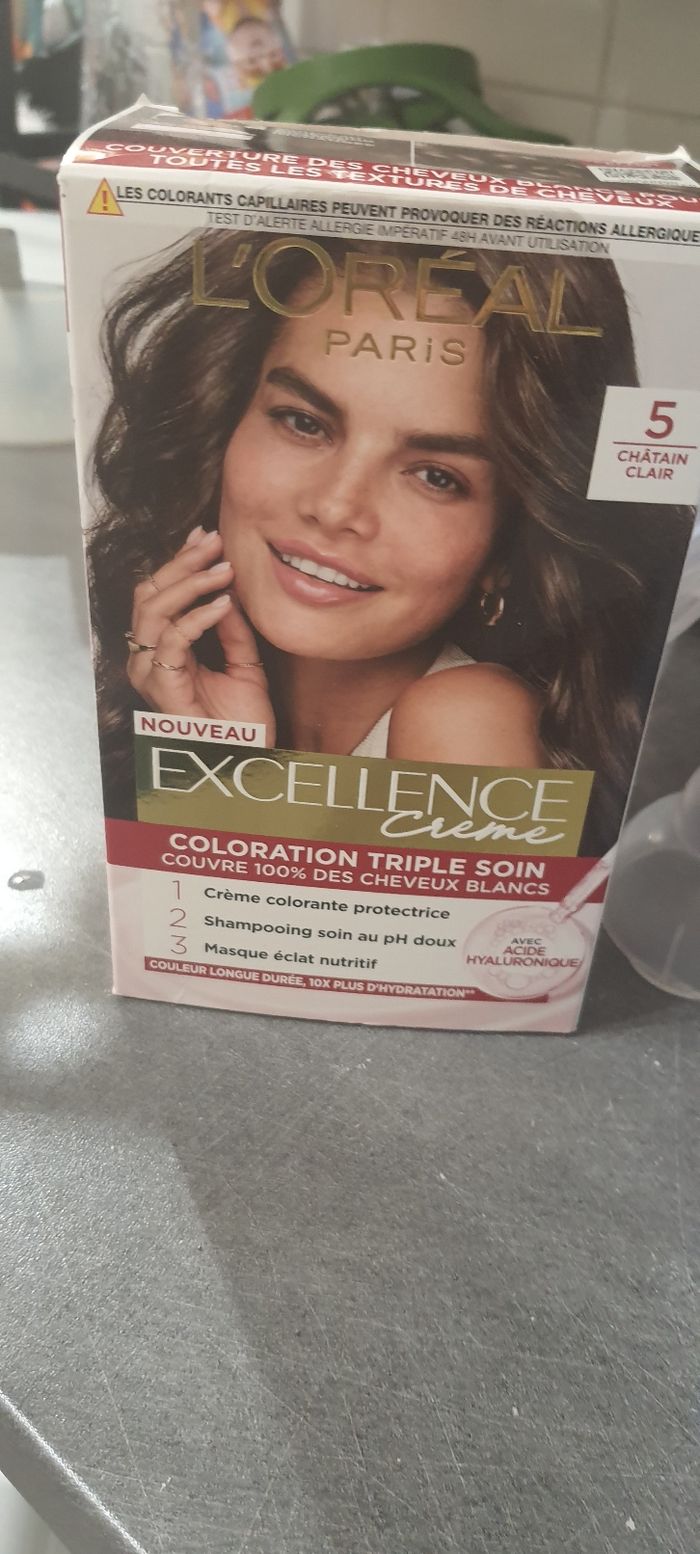 COUVERTURE DES CHEVEUX BLANCS
TOUTES LES TEXTURES DE CHEVEUX
LES COLORANTS CAPILLAIRES PEUVENT PROVOQUER DES RÉACTIONS ALLERGIQUE
TEST D'ALERTE ALLERGIE IMPÉRATIF 48H AVANT UTILISATION
L'ORÉAL
PARiS
5
CHÂTAIN
CLAIR
NOUVEAU
EXCELLENCE
Creme
COLORATION TRIPLE SOIN
COUVRE 100% DES CHEVEUX BLANCS
1 Crème colorante protectrice
2 Shampooing soin au pH doux
3 Masque éclat nutritif
AVEC
ACIDE
HYALURONIQUE
COULEUR LONGUE DURÉE, 10X PLUS D'HYDRATATION**